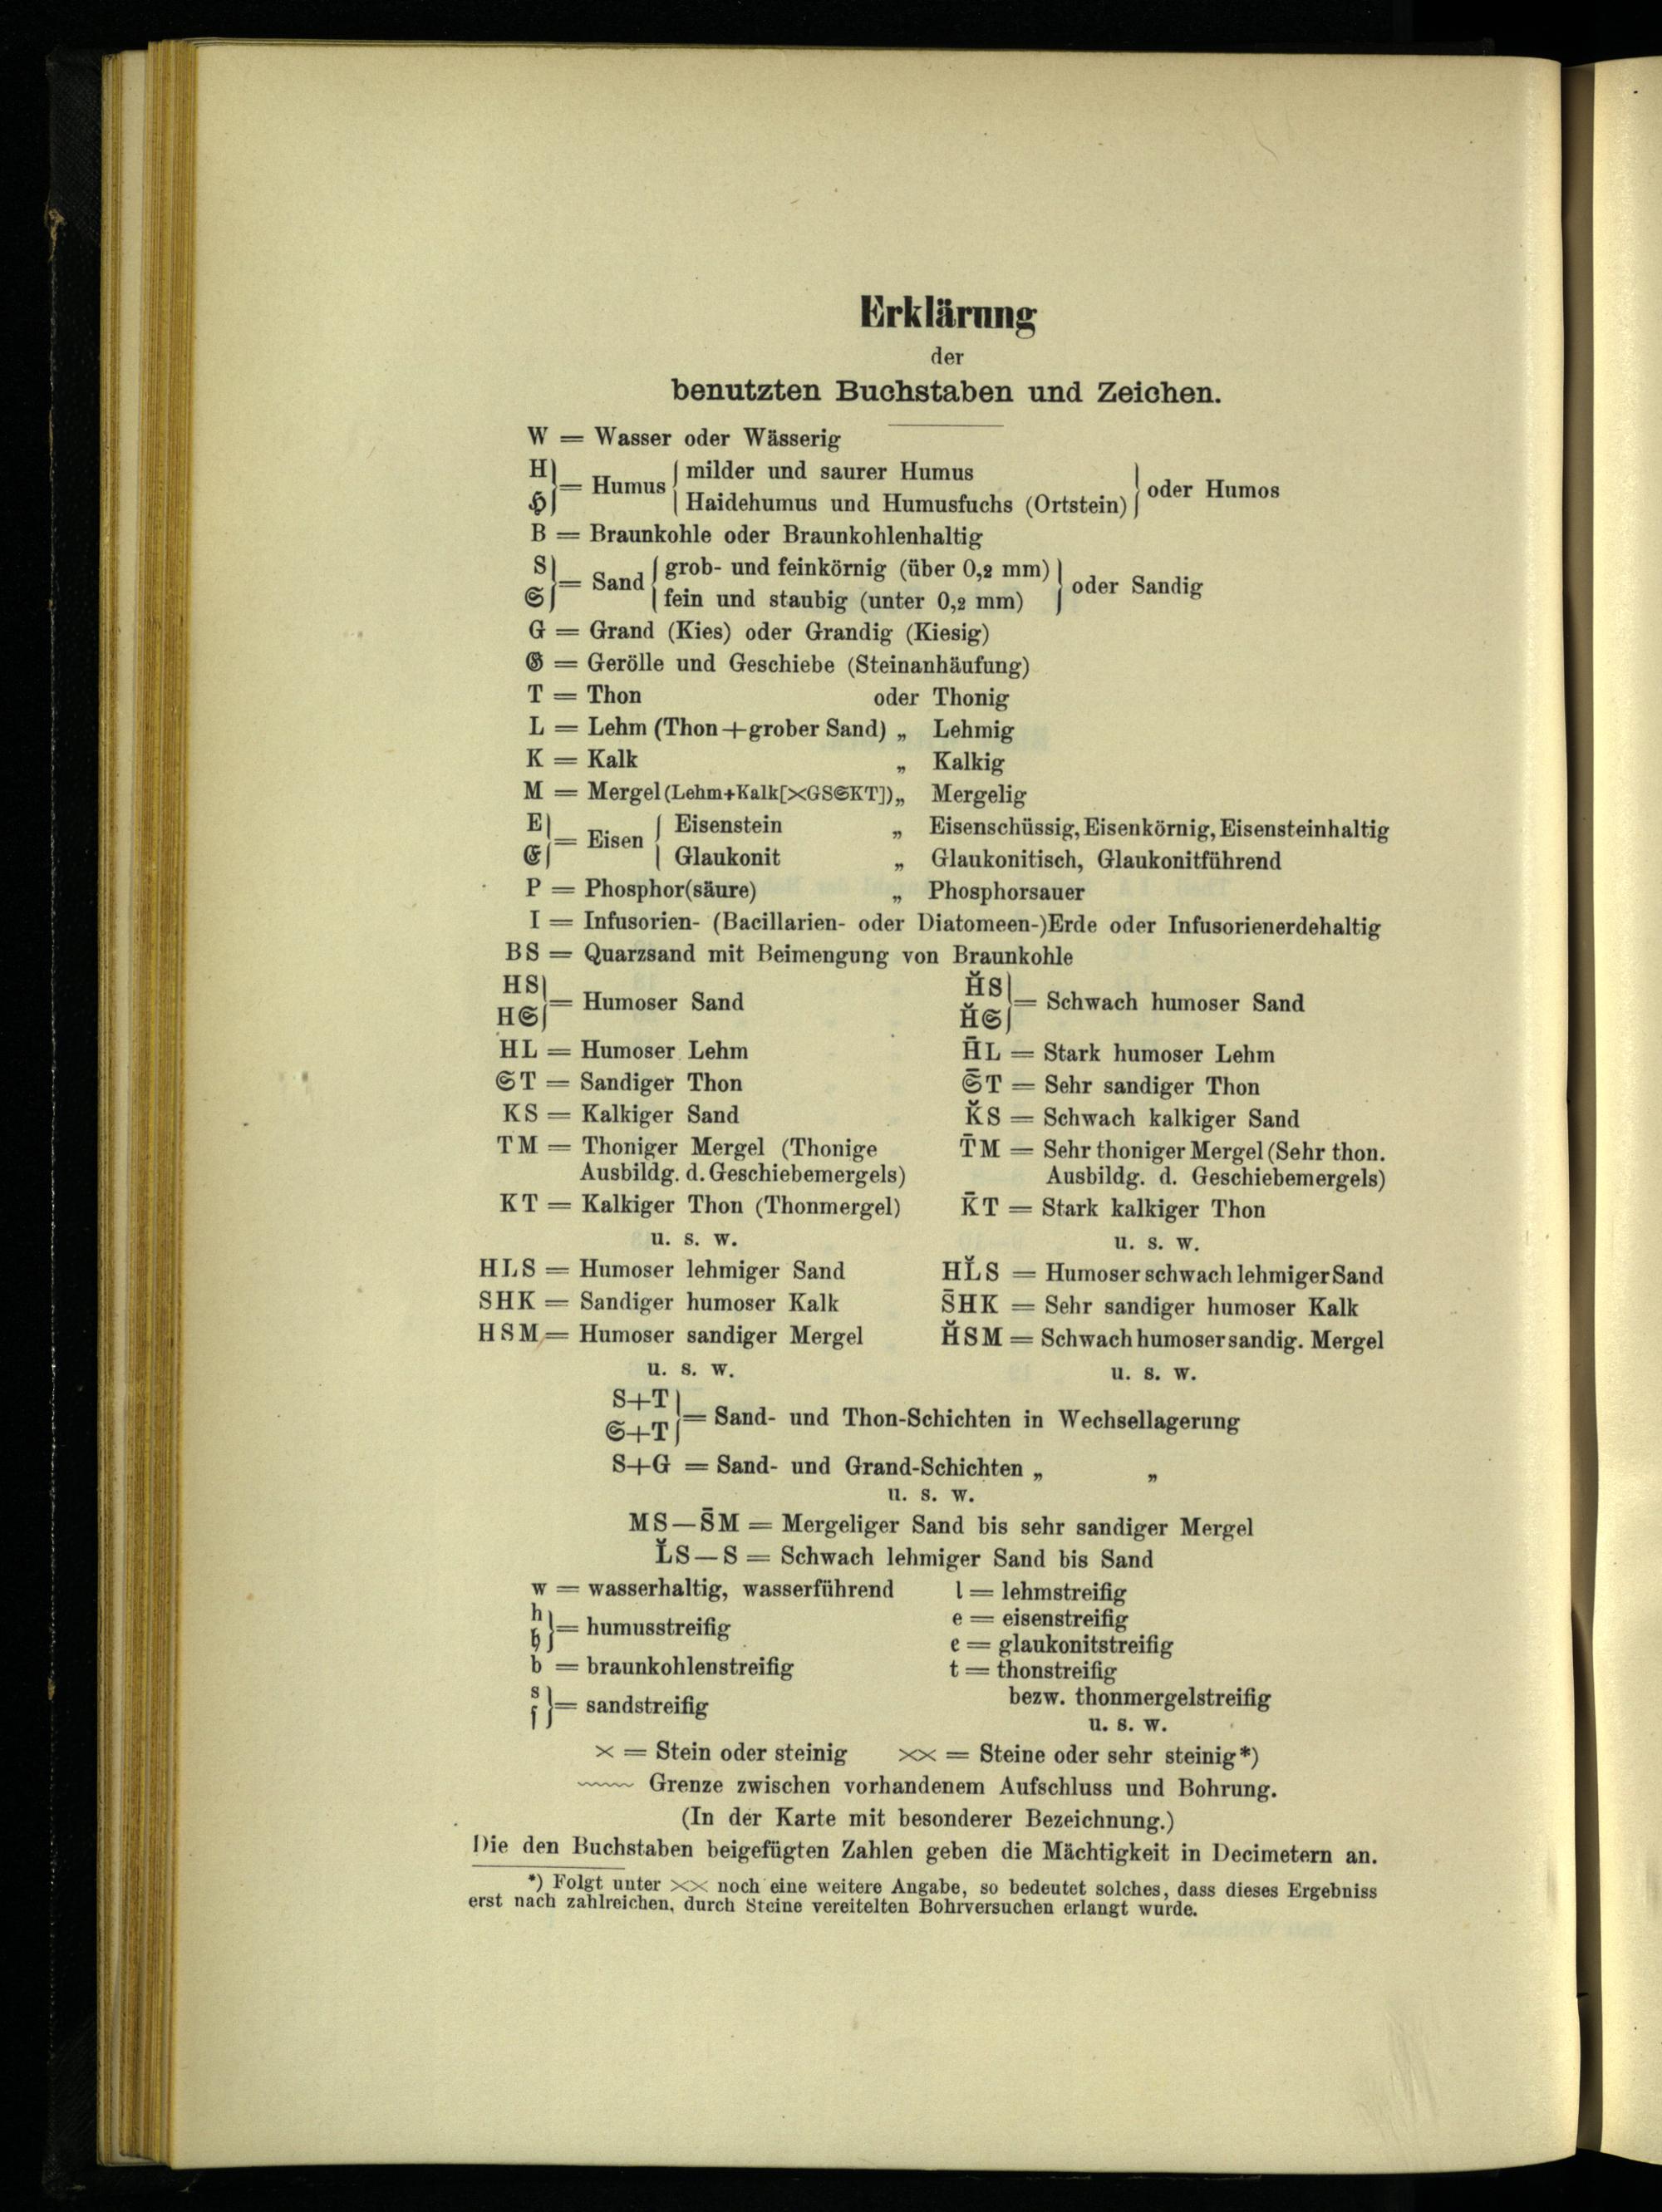 Erklärung
der
benutzten Buchstaben und Zeichen.
W = Wasser oder Wässerig
H
ℌ } = Humus { milder und saurer Humus
Haidehumus und Humusfuchs (Ortstein) } oder Humos
B = Braunkohle oder Braunkohlenhaltig
S
𝔖 } = Sand { grob- und feinkörnig (über 0,2 mm)
fein und staubig (unter 0,2 mm) } oder Sandig
G = Grand (Kies) oder Grandig (Kiesig)
𝔊 = Gerölle und Geschiebe (Steinanhäufung)
T = Thon oder Thonig
L = Lehm (Thon+grober Sand) „ Lehmig
K = Kalk „ Kalkig
M = Mergel (Lehm+Kalk[×GS𝔖KT]) „ Mergelig
E
𝔈 } = Eisen { Eisenstein „ Eisenschüssig, Eisenkörnig, Eisensteinhaltig
Glaukonit „ Glaukonitisch, Glaukonitführend
P = Phosphor(säure) „ Phosphorsauer
I = Infusorien- (Bacillarien- oder Diatomeen-)Erde oder Infusorienerdehaltig
BS = Quarzsand mit Beimengung von Braunkohle
HS
H𝔖 } = Humoser Sand
H̆S
H̆𝔖 } = Schwach humoser Sand
HL = Humoser Lehm
H̄L = Stark humoser Lehm
𝔖T = Sandiger Thon
𝔖̄T = Sehr sandiger Thon
KS = Kalkiger Sand
K̆S = Schwach kalkiger Sand
TM = Thoniger Mergel (Thonige
Ausbildg. d. Geschiebemergels)
T̄M = Sehr thoniger Mergel (Sehr thon.
Ausbildg. d. Geschiebemergels)
KT = Kalkiger Thon (Thonmergel)
K̄T = Stark kalkiger Thon
u. s. w.
u. s. w.
HLS = Humoser lehmiger Sand
HL̆S = Humoser schwach lehmiger Sand
SHK = Sandiger humoser Kalk
S̄HK = Sehr sandiger humoser Kalk
HSM = Humoser sandiger Mergel
H̆SM = Schwach humoser sandig. Mergel
u. s. w.
u. s. w.
S+T
𝔖+T } = Sand- und Thon-Schichten in Wechsellagerung
S+G = Sand- und Grand-Schichten „ „
u. s. w.
MS—S̄M = Mergeliger Sand bis sehr sandiger Mergel
L̆S—S = Schwach lehmiger Sand bis Sand
w = wasserhaltig, wasserführend
h
𝔥 } = humusstreifig
b = braunkohlenstreifig
s
ſ } = sandstreifig
l = lehmstreifig
e = eisenstreifig
𝔢 = glaukonitstreifig
t = thonstreifig
bezw. thonmergelstreifig
u. s. w.
× = Stein oder steinig ×× = Steine oder sehr steinig*)
~~~~ Grenze zwischen vorhandenem Aufschluss und Bohrung.
(In der Karte mit besonderer Bezeichnung.)
Die den Buchstaben beigefügten Zahlen geben die Mächtigkeit in Decimetern an.
*) Folgt unter ×× noch eine weitere Angabe, so bedeutet solches, dass dieses Ergebniss
erst nach zahlreichen, durch Steine vereitelten Bohrversuchen erlangt wurde.